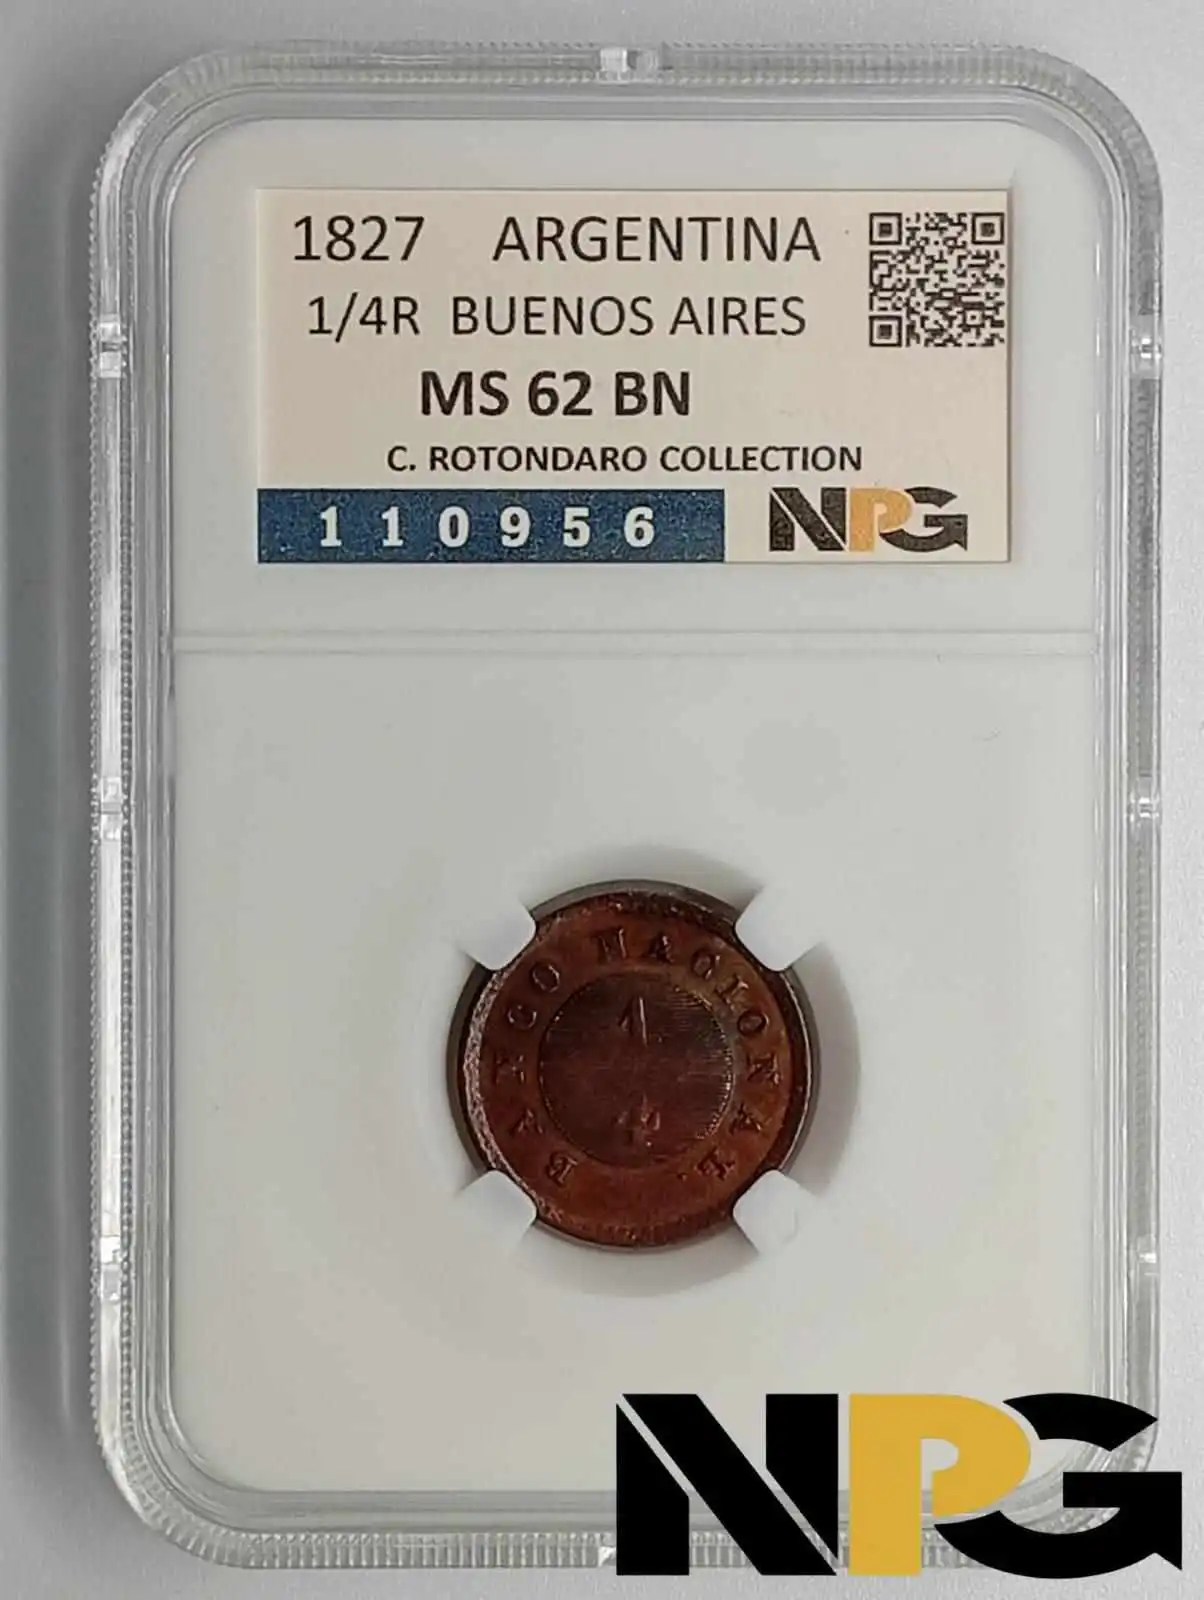 1827 ARGENTINA
1/4R BUENOS AIRES
MS 62 BN
C. ROTONDARO COLLECTION
110956 NPG
BANCO NACIONAL.
1
4
NPG